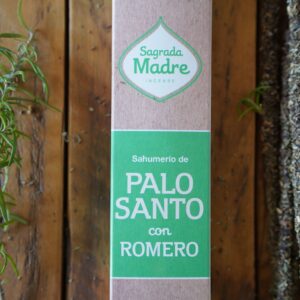 Sagrada
Madre
INCENSE
Sahumerio de
PALO
SANTO
con
ROMERO